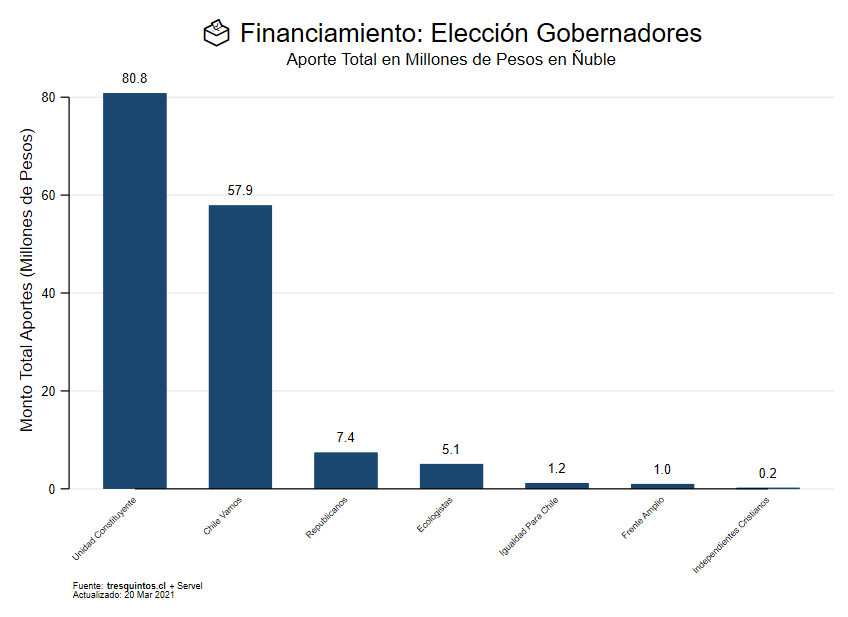 Financiamiento: Elección Gobernadores
Aporte Total en Millones de Pesos en Ñuble
Monto Total Aportes (Millones de Pesos)
80
60
40
20
0
80.8
57.9
7.4
5.1
1.2
1.0
0.2
Unidad Constituyente
Chile Vamos
Republicanos
Ecologistas
Igualdad Para Chile
Frente Amplio
Independientes Cristianos
Fuente: tresquintos.cl + Servel
Actualizado: 20 Mar 2021